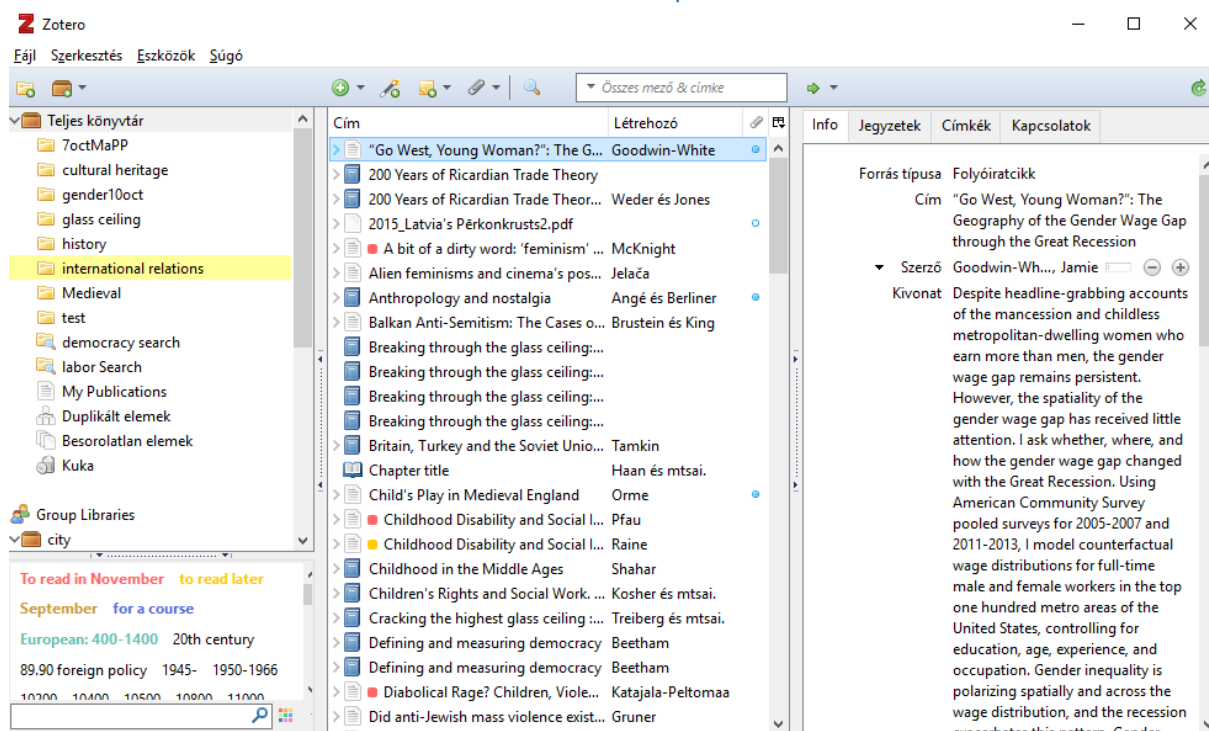 Zotero
Fájl Szerkesztés Eszközök Súgó
Összes mező & címke
Teljes könyvtár
7octMaPP
cultural heritage
gender10oct
glass ceiling
history
international relations
Medieval
test
democracy search
labor Search
My Publications
Duplikált elemek
Besorolatlan elemek
Kuka
Group Libraries
city
To read in November to read later
September for a course
European: 400-1400 20th century
89.90 foreign policy 1945- 1950-1966
10200 10400 10500 10800 11000
Cím Létrehozó
“Go West, Young Woman?”: The G... Goodwin-White
200 Years of Ricardian Trade Theory
200 Years of Ricardian Trade Theor... Weder és Jones
2015_Latvia’s Pērkonkrusts2.pdf
A bit of a dirty word: ‘feminism’ ... McKnight
Alien feminisms and cinema’s pos... Jelača
Anthropology and nostalgia Angé és Berliner
Balkan Anti-Semitism: The Cases o... Brustein és King
Breaking through the glass ceiling:...
Breaking through the glass ceiling:...
Breaking through the glass ceiling:...
Breaking through the glass ceiling:...
Britain, Turkey and the Soviet Unio... Tamkin
Chapter title Haan és mtsai.
Child's Play in Medieval England Orme
Childhood Disability and Social I... Pfau
Childhood Disability and Social I... Raine
Childhood in the Middle Ages Shahar
Children's Rights and Social Work. ... Kosher és mtsai.
Cracking the highest glass ceiling :... Treiberg és mtsai.
Defining and measuring democracy Beetham
Defining and measuring democracy Beetham
Diabolical Rage? Children, Viole... Katajala-Peltomaa
Did anti-Jewish mass violence exist... Gruner
Info Jegyzetek Címkék Kapcsolatok
Forrás típusa Folyóiratcikk
Cím “Go West, Young Woman?”: The
Geography of the Gender Wage Gap
through the Great Recession
Szerző Goodwin-Wh..., Jamie
Kivonat Despite headline-grabbing accounts
of the mancession and childless
metropolitan-dwelling women who
earn more than men, the gender
wage gap remains persistent.
However, the spatiality of the
gender wage gap has received little
attention. I ask whether, where, and
how the gender wage gap changed
with the Great Recession. Using
American Community Survey
pooled surveys for 2005-2007 and
2011-2013, I model counterfactual
wage distributions for full-time
male and female workers in the top
one hundred metro areas of the
United States, controlling for
education, age, experience, and
occupation. Gender inequality is
polarizing spatially and across the
wage distribution, and the recession
exacerbates this pattern. Gender